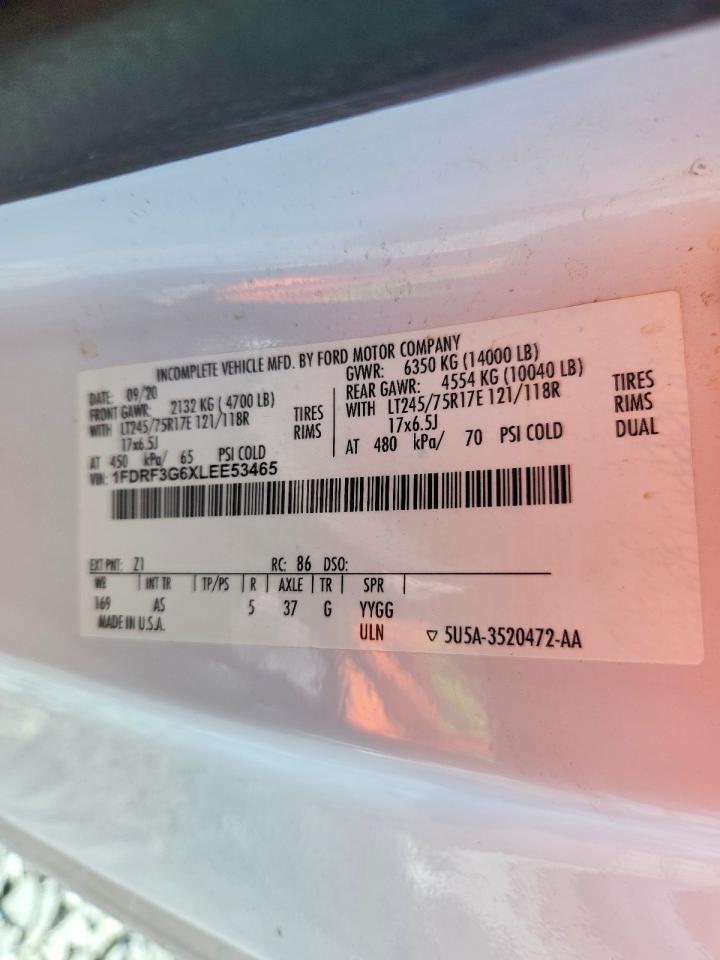 INCOMPLETE VEHICLE MFD. BY FORD MOTOR COMPANY
DATE: 09/20
FRONT GAWR: 2132 KG ( 4700 LB)
WITH LT245/75R17E 121/118R TIRES
17x6.5J RIMS
AT 450 kPa/ 65 PSI COLD
GVWR: 6350 KG (14000 LB)
REAR GAWR: 4554 KG (10040 LB)
WITH LT245/75R17E 121/118R TIRES
17x6.5J RIMS
AT 480 kPa/ 70 PSI COLD DUAL
VIN: 1FDRF3G6XLEE53465
EXT PNT: Z1 RC: 86 DSO:
WB INT TR TP/PS R AXLE TR SPR
169 AS 5 37 G YYGG
MADE IN U.S.A. ULN ▽ 5U5A-3520472-AA